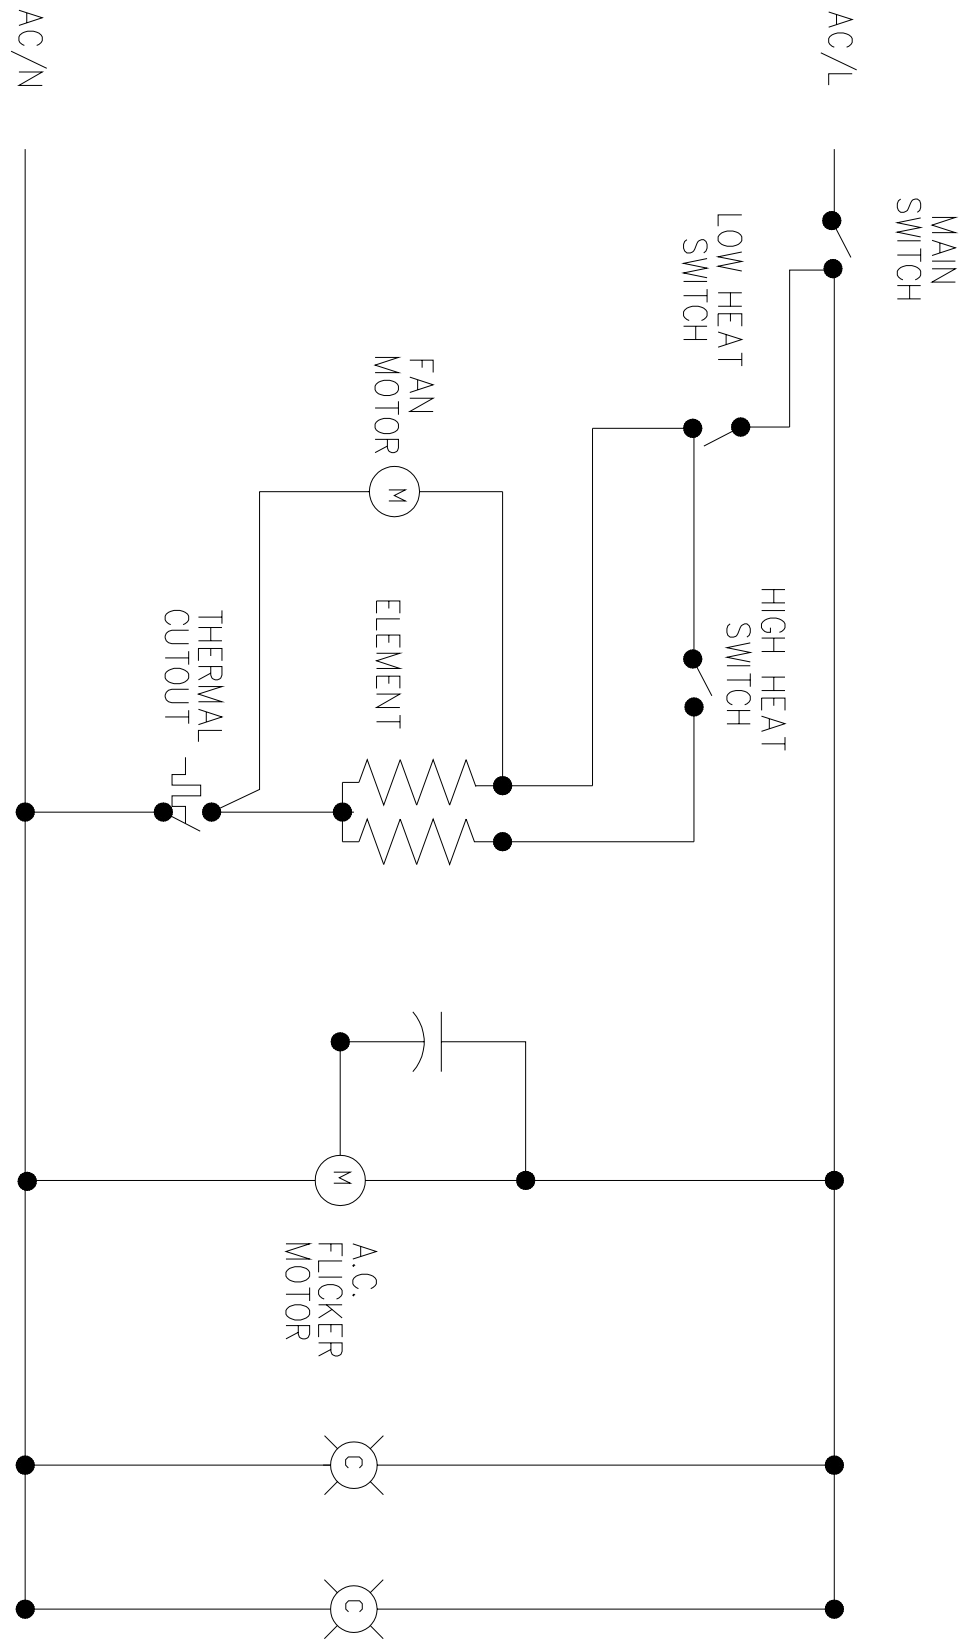 AC/L
MAIN
SWITCH
LOW HEAT
SWITCH
HIGH HEAT
SWITCH
FAN
MOTOR
M
ELEMENT
THERMAL
CUTOUT
M
A.C.
FLICKER
MOTOR
C
C
AC/N